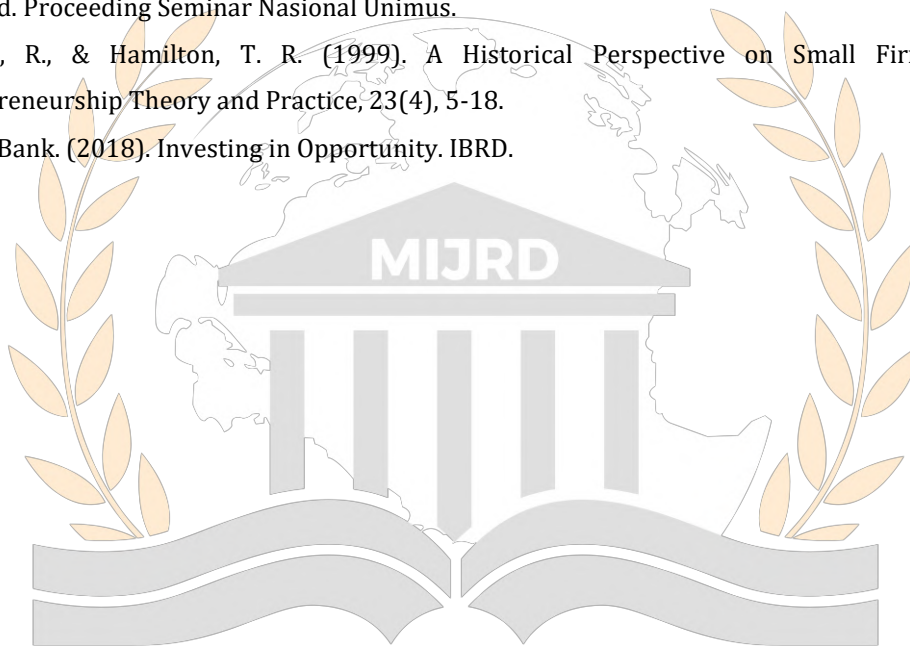 d. Proceeding Seminar Nasional Unimus.
, R., & Hamilton, T. R. (1999). A Historical Perspective on Small Fir
reneurship Theory and Practice, 23(4), 5-18.
Bank. (2018). Investing in Opportunity. IBRD.
MIJRD